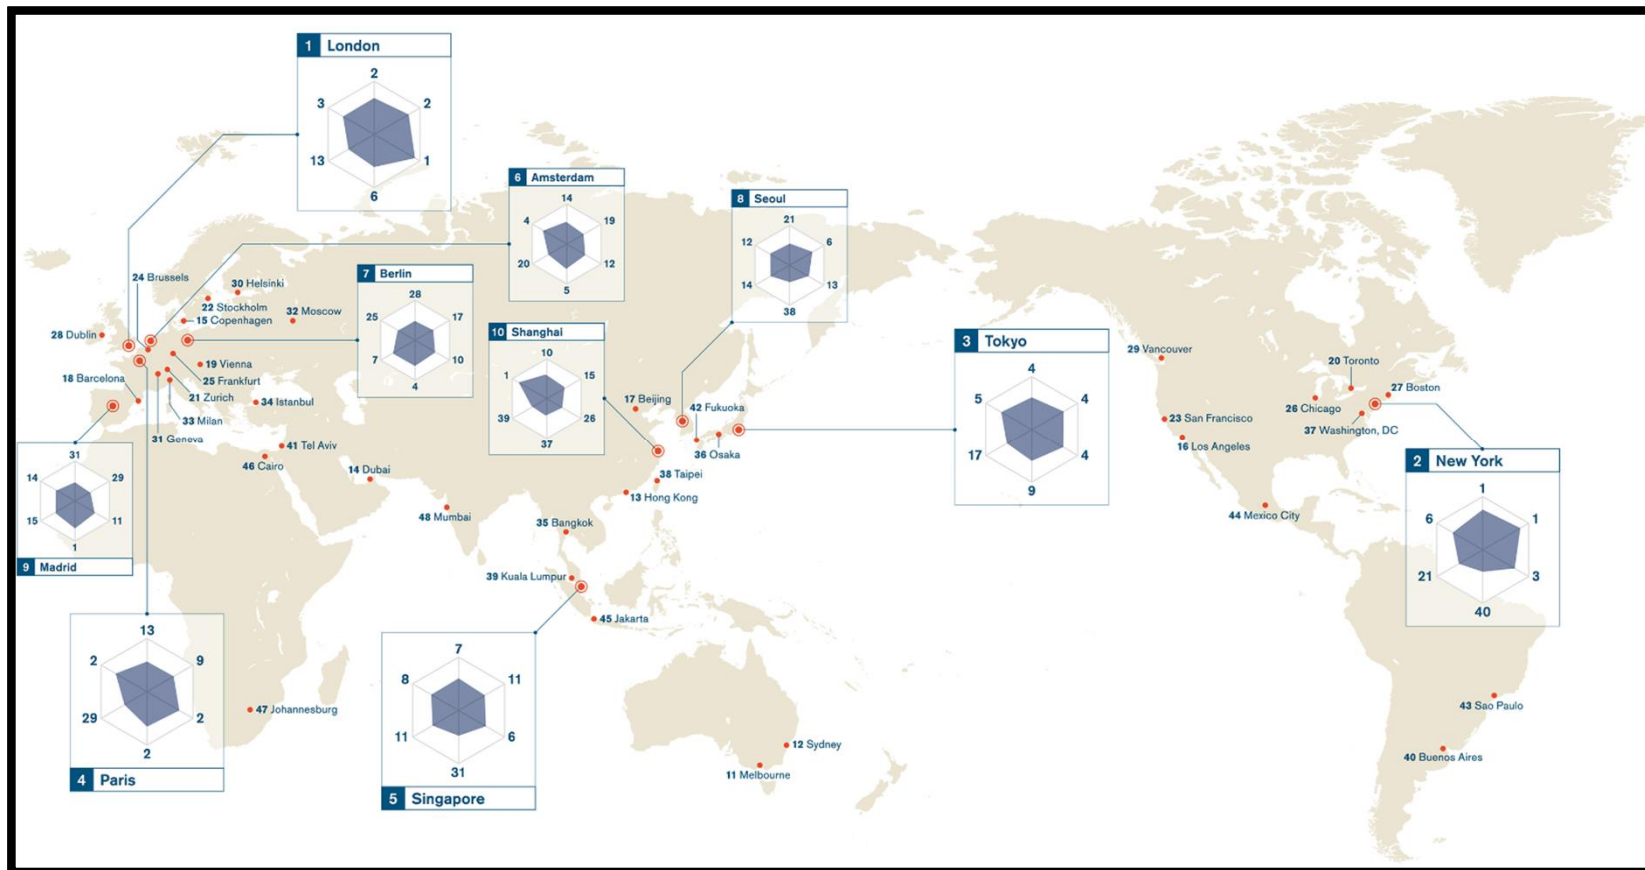 1 London
2
2
1
6
13
3
6 Amsterdam
14
19
12
5
20
4
8 Seoul
21
6
13
38
14
12
7 Berlin
28
17
10
4
7
25
10 Shanghai
10
15
26
37
39
1
3 Tokyo
4
4
4
9
17
5
2 New York
1
1
3
40
21
6
31
29
11
1
15
14
9 Madrid
13
9
2
2
29
2
4 Paris
7
11
6
31
11
8
5 Singapore
24 Brussels
30 Helsinki
22 Stockholm
15 Copenhagen
32 Moscow
28 Dublin
19 Vienna
25 Frankfurt
18 Barcelona
21 Zurich
34 Istanbul
33 Milan
31 Geneva
41 Tel Aviv
46 Cairo
14 Dubai
48 Mumbai
17 Beijing
42 Fukuoka
36 Osaka
38 Taipei
13 Hong Kong
35 Bangkok
39 Kuala Lumpur
45 Jakarta
47 Johannesburg
12 Sydney
11 Melbourne
29 Vancouver
20 Toronto
27 Boston
26 Chicago
23 San Francisco
37 Washington, DC
16 Los Angeles
44 Mexico City
43 Sao Paulo
40 Buenos Aires